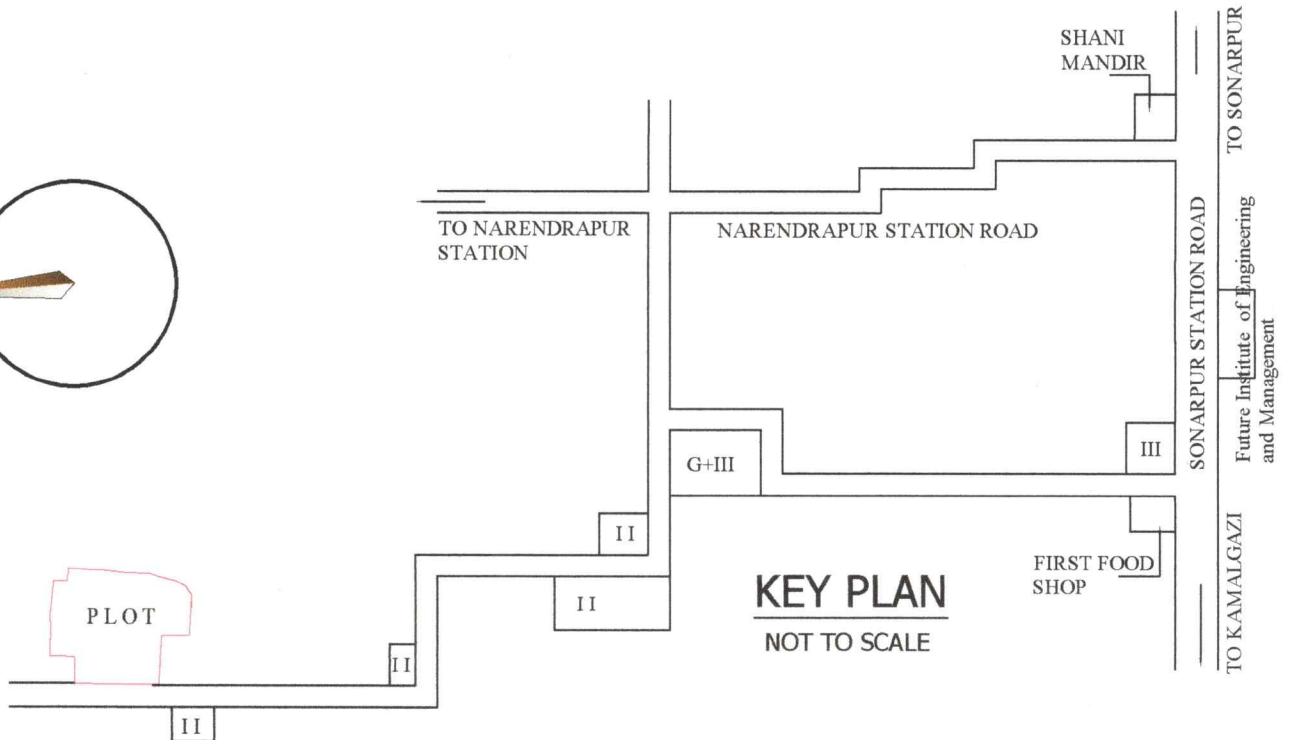 SHANI
MANDIR
TO SONARPUR
TO NARENDRAPUR
STATION
NARENDRAPUR STATION ROAD
SONARPUR STATION ROAD
Future Institute of Engineering
and Management
G+III
III
II
FIRST FOOD
SHOP
II
KEY PLAN
NOT TO SCALE
TO KAMALGAZI
PLOT
II
II